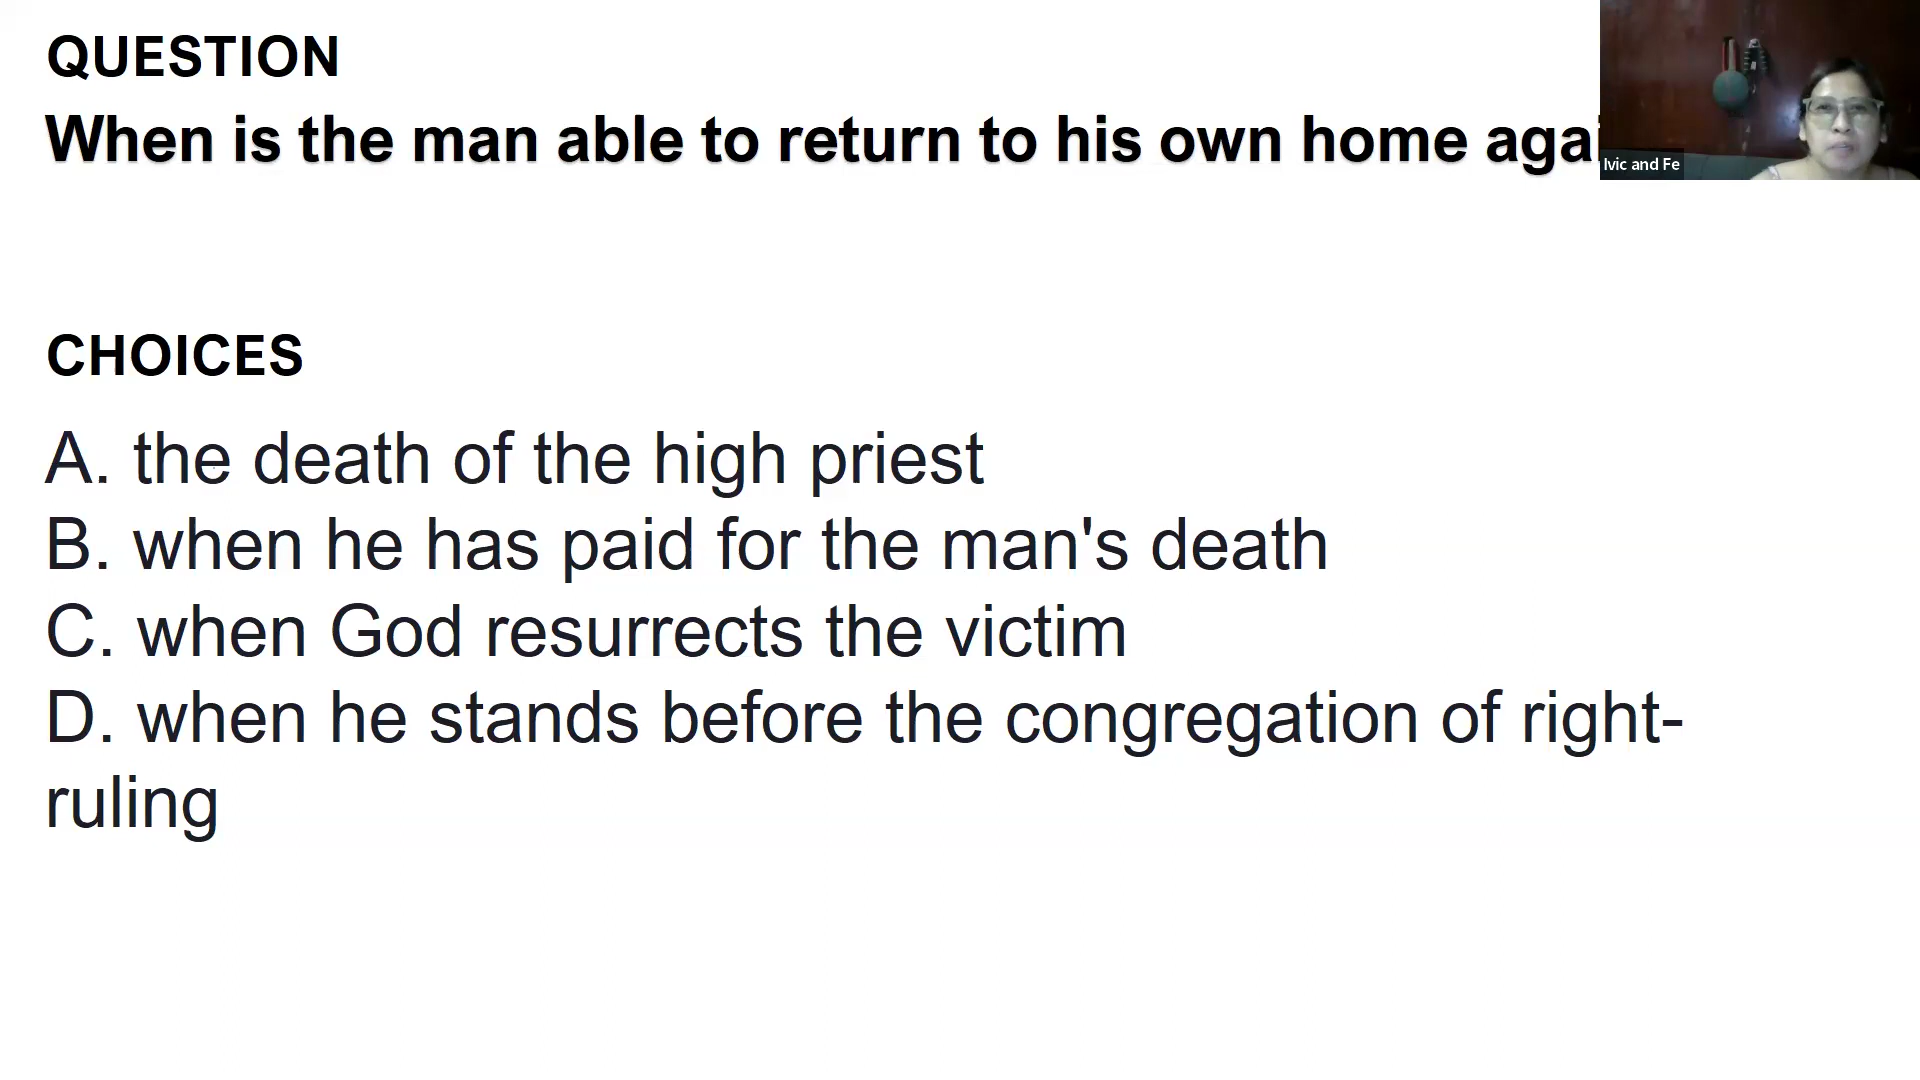 QUESTION
When is the man able to return to his own home agai
Ivic and Fe
CHOICES
A. the death of the high priest
B. when he has paid for the man's death
C. when God resurrects the victim
D. when he stands before the congregation of right-
ruling